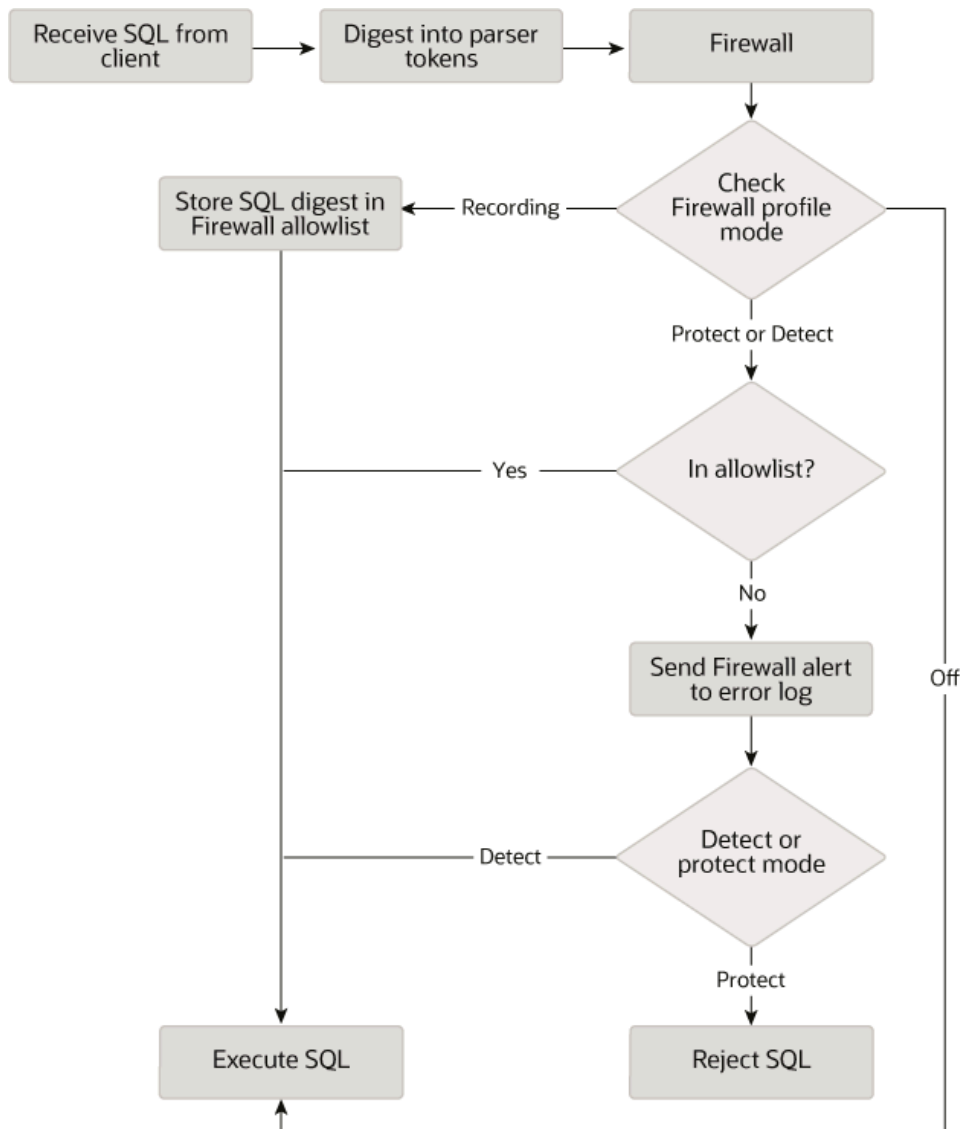 Receive SQL from
client
Digest into parser
tokens
Firewall
Check
Firewall profile
mode
Recording
Store SQL digest in
Firewall allowlist
Protect or Detect
In allowlist?
Yes
No
Send Firewall alert
to error log
Off
Detect or
protect mode
Detect
Protect
Execute SQL
Reject SQL